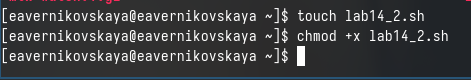 [eavernikovskaya@eavernikovskaya ~]$ touch lab14_2.sh
[eavernikovskaya@eavernikovskaya ~]$ chmod +x lab14_2.sh
[eavernikovskaya@eavernikovskaya ~]$